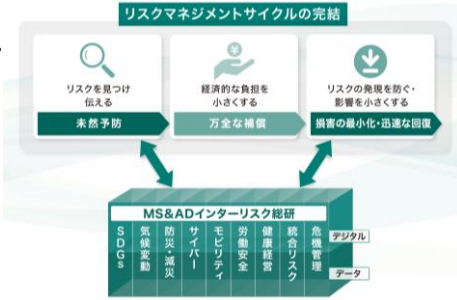 リスクマネジメントサイクルの完結
リスクを見つけ
伝える
未然予防
経済的な負担を
小さくする
万全な補償
リスクの発現を防ぐ・
影響を小さくする
損害の最小化・迅速な回復
MS&ADインターリスク総研
SDGs
気候変動
防災・減災
サイバー
モビリティ
労働安全
健康経営
統合リスク
危機管理
デジタル
データ